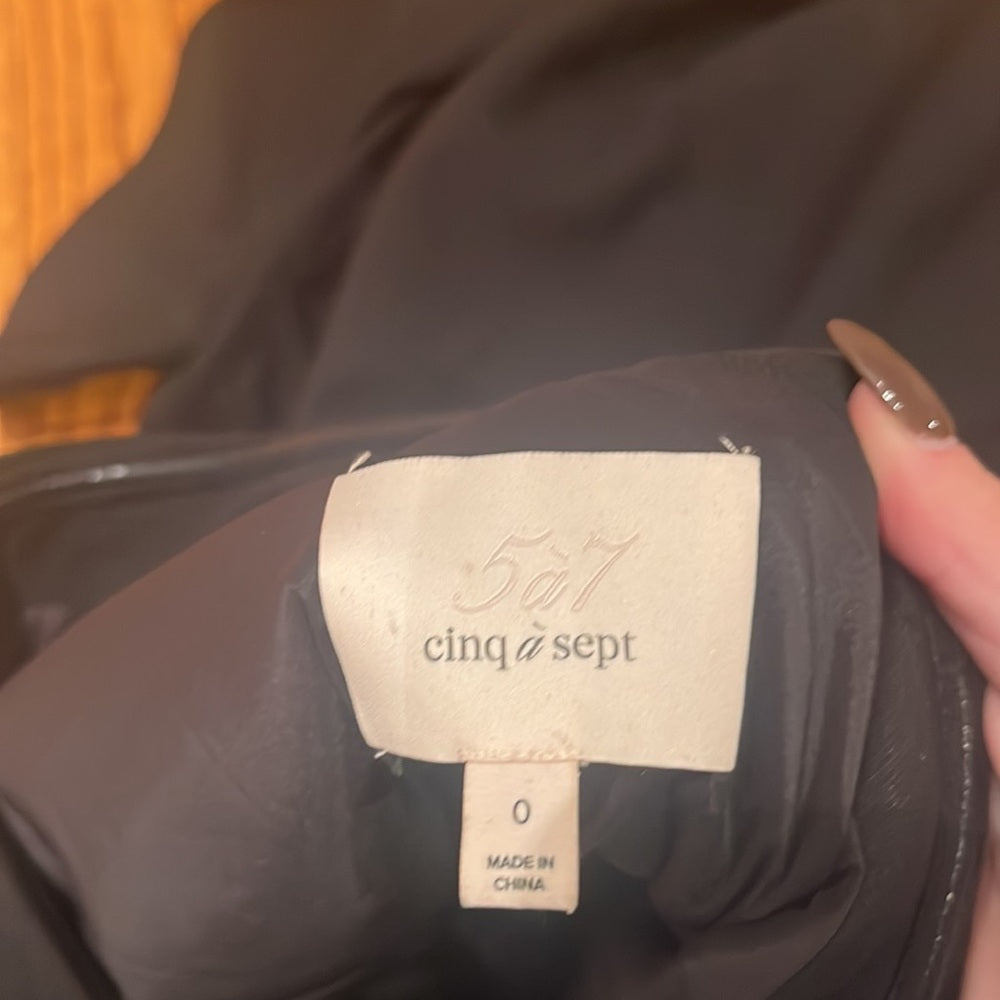 5à7
cinq à sept
0
MADE IN
CHINA